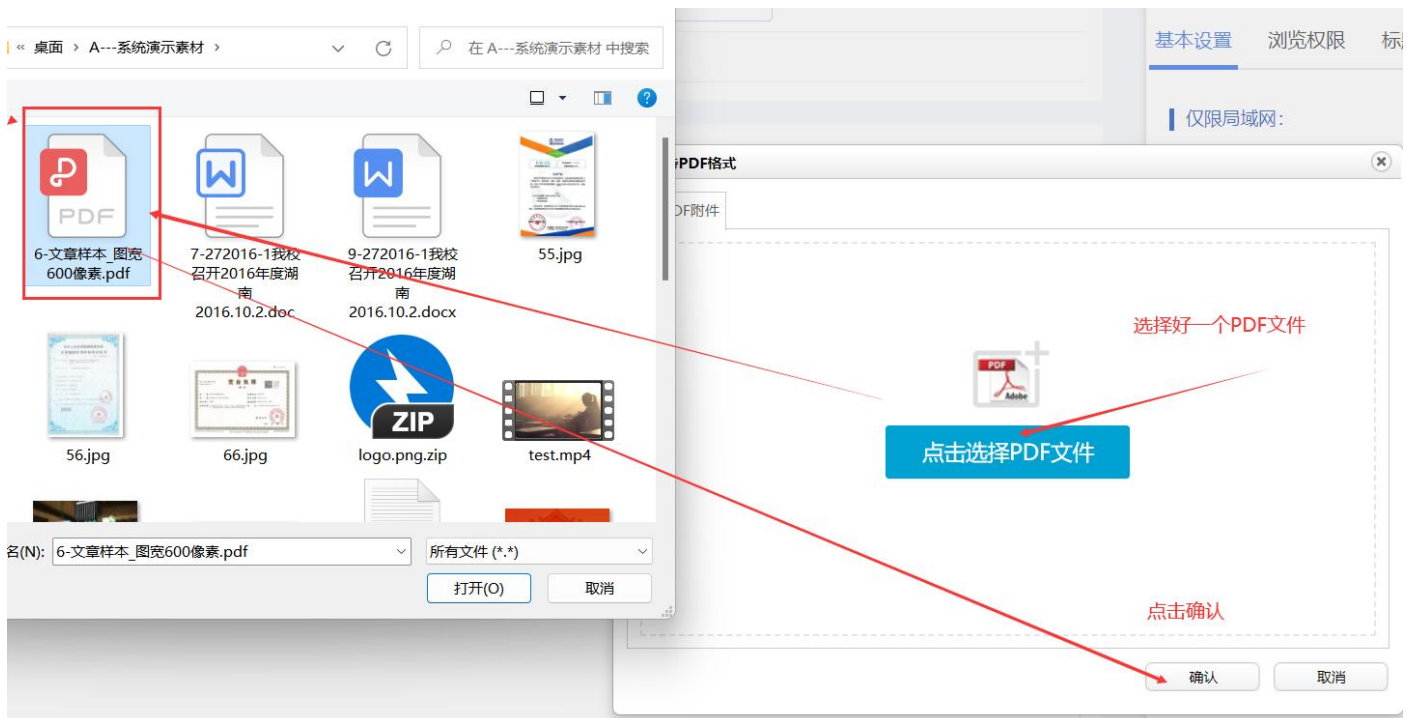 « 桌面 › A---系统演示素材 ›
在 A---系统演示素材 中搜索
?
PDF
6-文章样本_图宽
600像素.pdf
W
7-272016-1我校
召开2016年度湖
南
2016.10.2.doc
W
9-272016-1我校
召开2016年度湖
南
2016.10.2.docx
55.jpg
56.jpg
66.jpg
ZIP
logo.png.zip
test.mp4
名(N):
6-文章样本_图宽600像素.pdf
所有文件 (*.*)
打开(O)
取消
基本设置
浏览权限
标
仅限局域网:
PDF格式
DF附件
选择好一个PDF文件
PDF
Adobe
点击选择PDF文件
点击确认
确认
取消